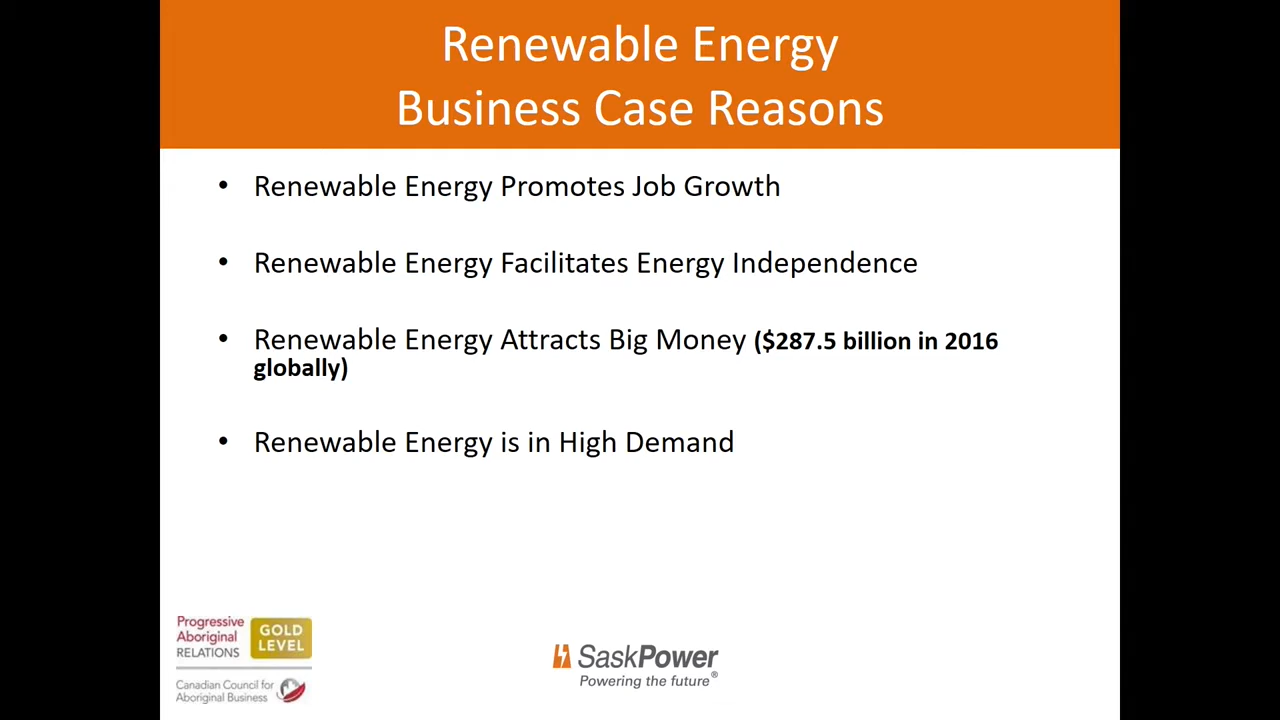 Renewable Energy
Business Case Reasons
• Renewable Energy Promotes Job Growth
• Renewable Energy Facilitates Energy Independence
• Renewable Energy Attracts Big Money ($287.5 billion in 2016
globally)
• Renewable Energy is in High Demand
Progressive
Aboriginal
RELATIONS
GOLD
LEVEL
Canadian Council for
Aboriginal Business
SaskPower
Powering the future®